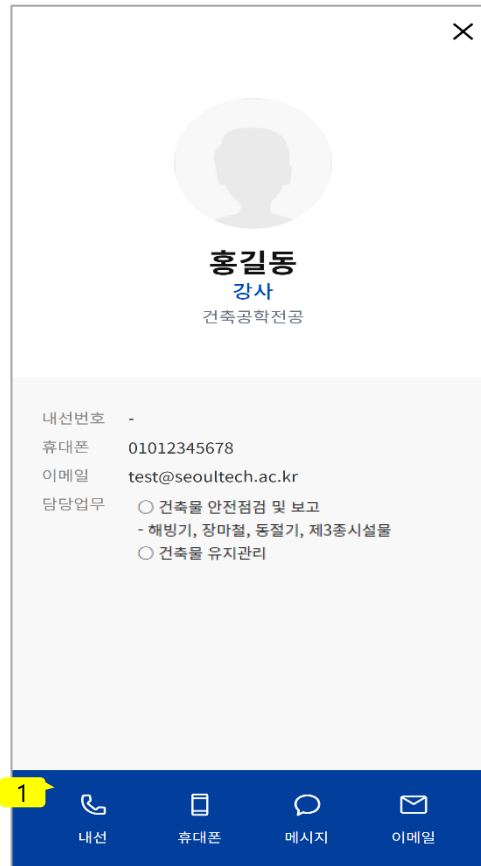 홍길동
강사
건축공학전공
내선번호 -
휴대폰 01012345678
이메일 test@seoultech.ac.kr
담당업무 ○ 건축물 안전점검 및 보고
- 해빙기, 장마철, 동절기, 제3종시설물
○ 건축물 유지관리
1
내선 휴대폰 메시지 이메일